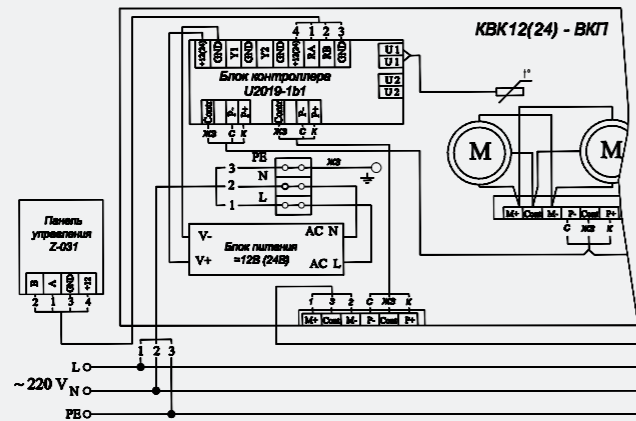 КВК12(24) - ВКП
4 1 2 3
+12(24) GND Y1 GND Y2 GND +12(24) RA RB GND
U1
U1
U2
U2
Блок контроллера
U2019-1b1
Cont P- P+ Cont P- P+
ЖЗ С К ЖЗ С К
t°
M M
M+ Cont M- P- Cont P+
С ЖЗ К
PE
3 ЖЗ
N
2
L
1
Панель
управления
Z-031
B A GND +12
2 1 3 4
V- AC N
Блок питания
=12В (24В)
V+ AC L
1 3 2 С ЖЗ К
M+ Cont M- P- Cont P+
1 2 3
L
~ 220 V N
PE